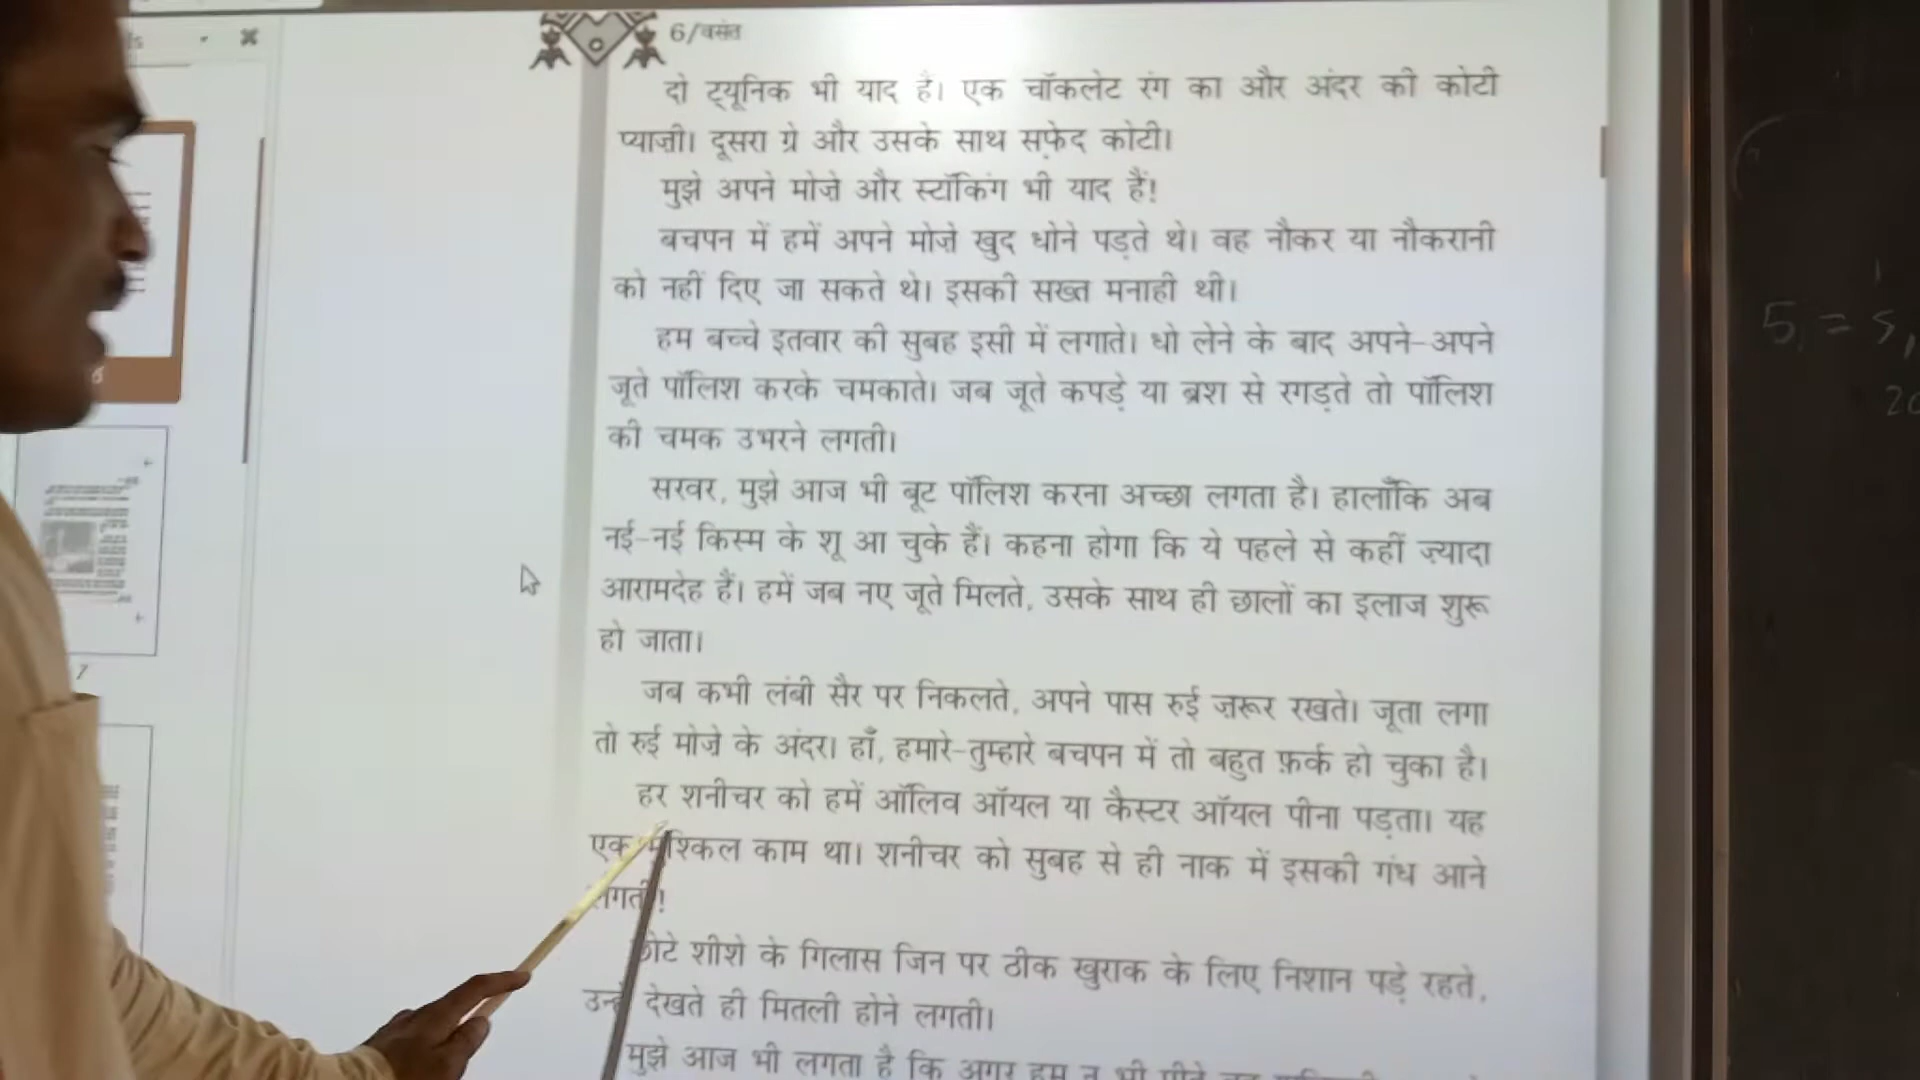 6/वसंत
दो ट्यूनिक भी याद हैं। एक चॉकलेट रंग का और अंदर की कोटी
प्याज़ी। दूसरा ग्रे और उसके साथ सफ़ेद कोटी।
मुझे अपने मोज़े और स्टॉकिंग भी याद हैं!
बचपन में हमें अपने मोज़े खुद धोने पड़ते थे। वह नौकर या नौकरानी
को नहीं दिए जा सकते थे। इसकी सख्त मनाही थी।
हम बच्चे इतवार की सुबह इसी में लगाते। धो लेने के बाद अपने-अपने
जूते पॉलिश करके चमकाते। जब जूते कपड़े या ब्रश से रगड़ते तो पॉलिश
की चमक उभरने लगती।
सरवर, मुझे आज भी बूट पॉलिश करना अच्छा लगता है। हालाँकि अब
नई-नई किस्म के शू आ चुके हैं। कहना होगा कि ये पहले से कहीं ज़्यादा
आरामदेह हैं। हमें जब नए जूते मिलते, उसके साथ ही छालों का इलाज शुरू
हो जाता।
जब कभी लंबी सैर पर निकलते, अपने पास रुई ज़रूर रखते। जूता लगा
तो रुई मोज़े के अंदर। हाँ, हमारे-तुम्हारे बचपन में तो बहुत फ़र्क हो चुका है।
हर शनीचर को हमें ऑलिव ऑयल या कैस्टर ऑयल पीना पड़ता। यह
एक मुश्किल काम था। शनीचर को सुबह से ही नाक में इसकी गंध आने
लगती!
छोटे शीशे के गिलास जिन पर ठीक खुराक के लिए निशान पड़े रहते,
उन्हें देखते ही मितली होने लगती।
मुझे आज भी लगता है कि अगर हम न भी पीते
7
5 = 5
20